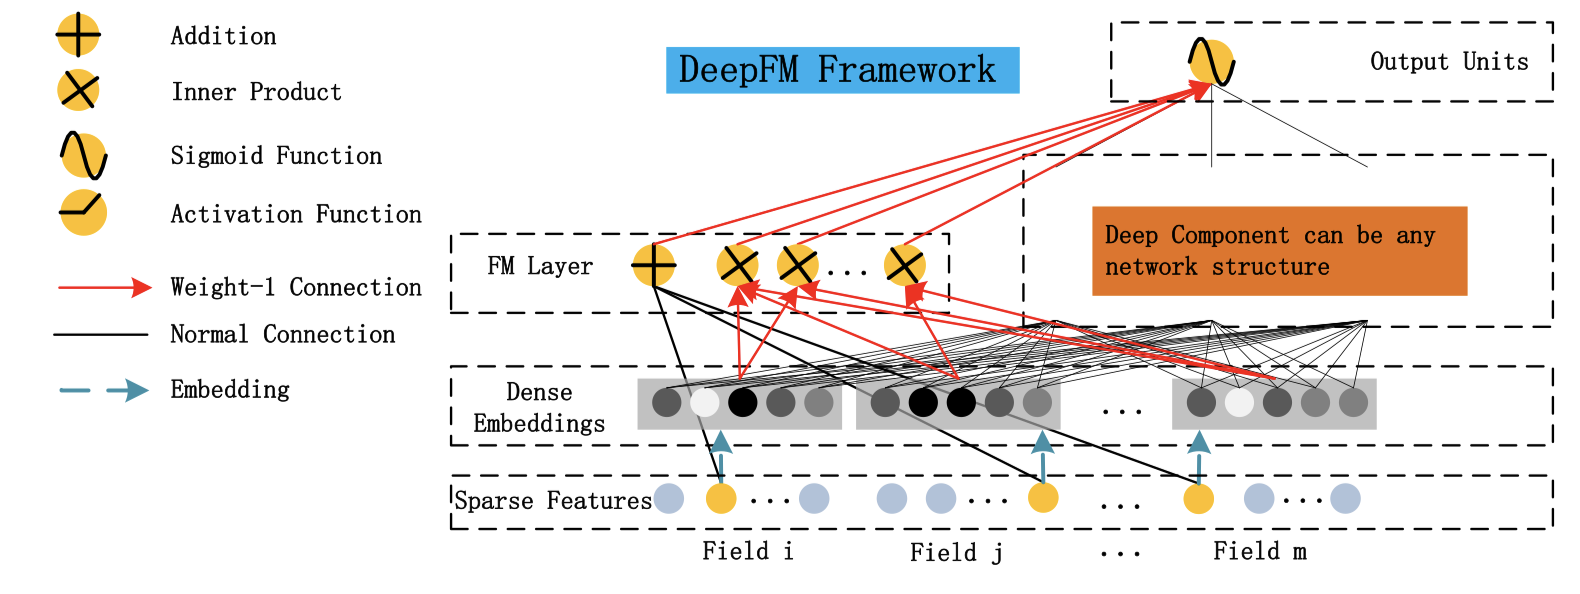 Addition
Inner Product
Sigmoid Function
Activation Function
Weight-1 Connection
Normal Connection
Embedding
DeepFM Framework
Output Units
Deep Component can be any
network structure
FM Layer
...
Dense
Embeddings
...
Sparse Features
...
...
...
...
Field i
Field j
...
Field m